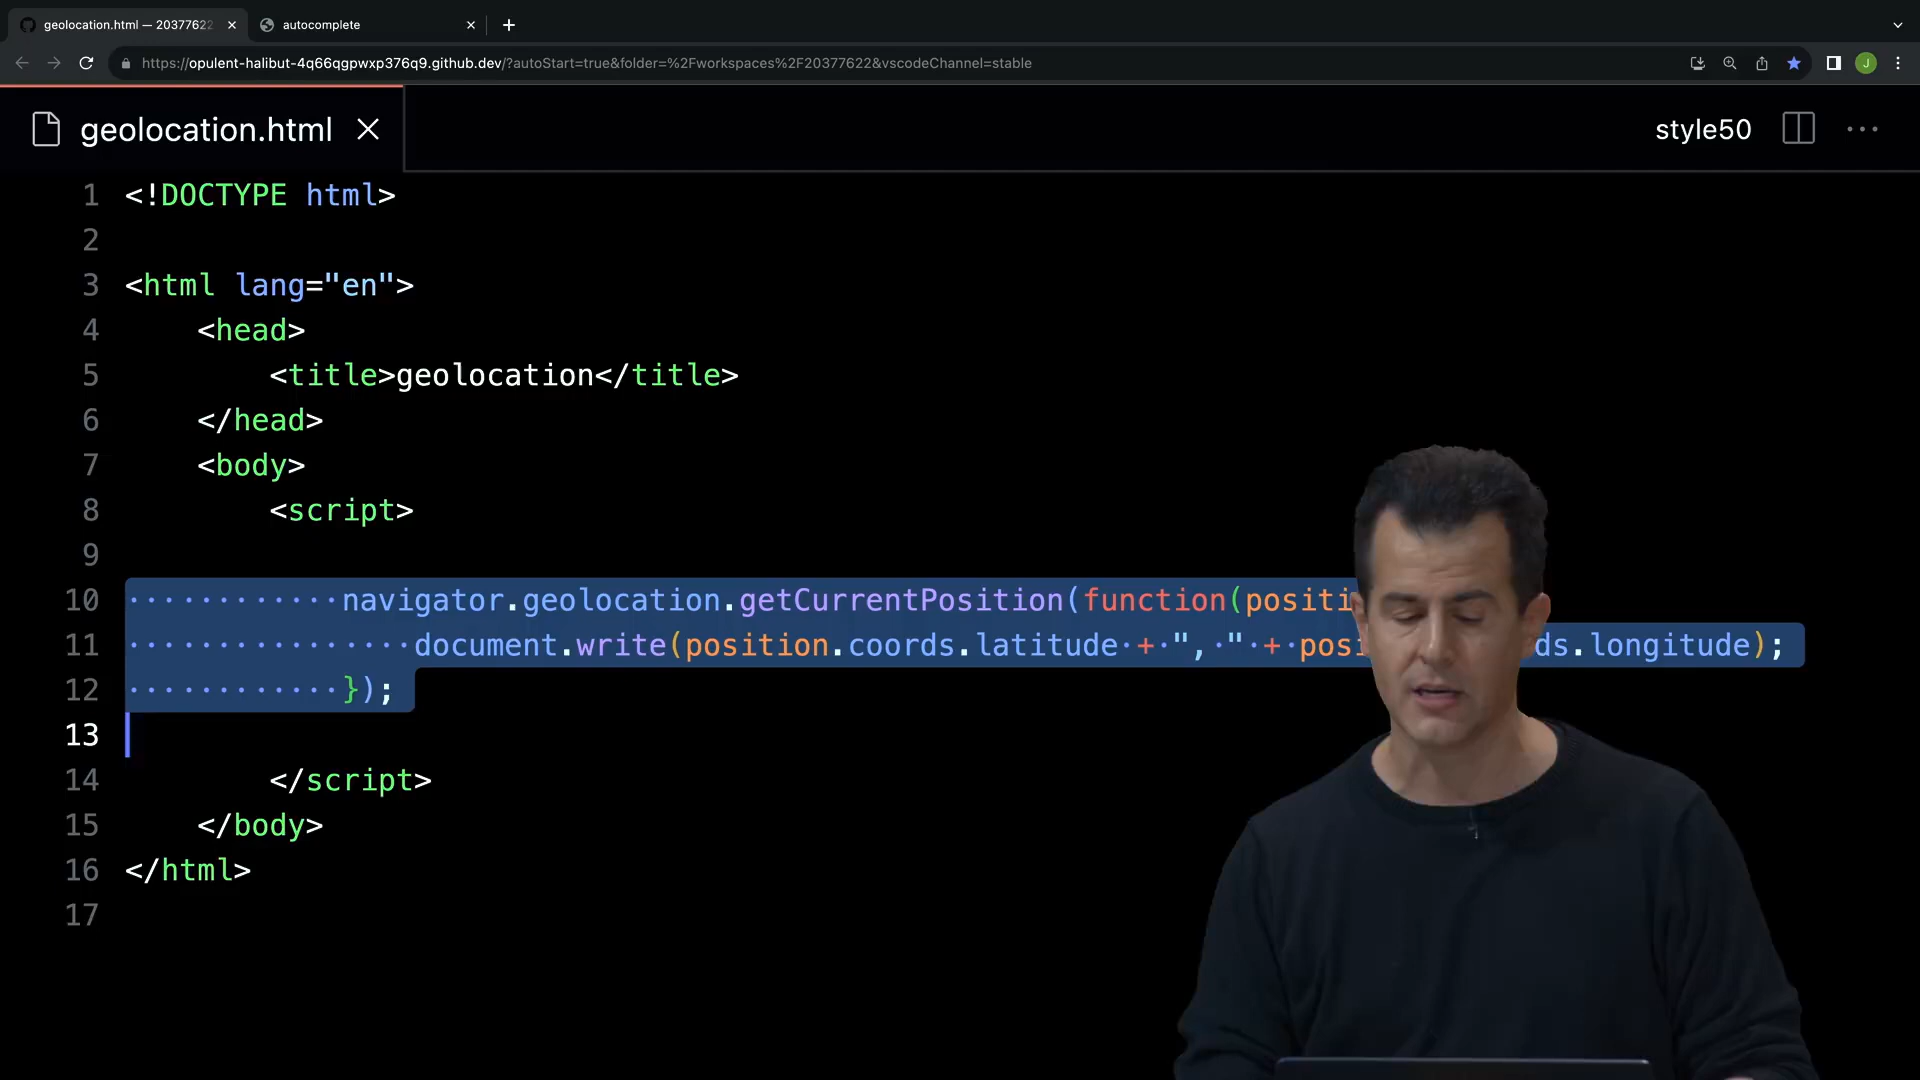 geolocation.html — 20377622
autocomplete
https://opulent-halibut-4q66qgpwxp376q9.github.dev/?autoStart=true&folder=%2Fworkspaces%2F20377622&vscodeChannel=stable
J
geolocation.html
style50
1 <!DOCTYPE html>
2
3 <html lang="en">
4 <head>
5 <title>geolocation</title>
6 </head>
7 <body>
8 <script>
9
10 navigator.geolocation.getCurrentPosition(function(positi
11 document.write(position.coords.latitude + ", " + posi ds.longitude);
12 });
13
14 </script>
15 </body>
16 </html>
17